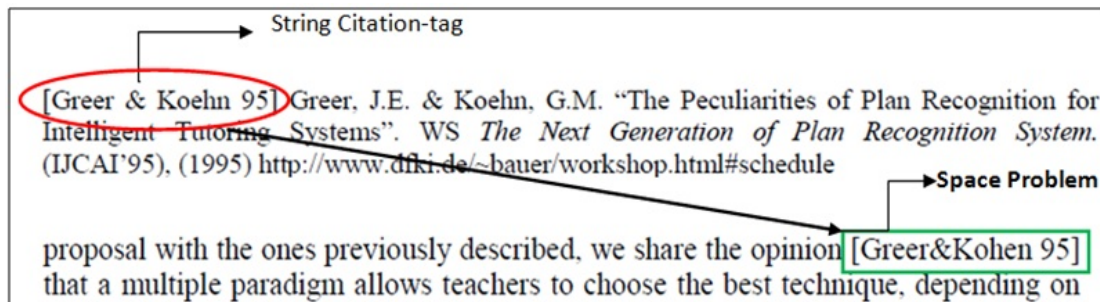 String Citation-tag
[Greer & Koehn 95] Greer, J.E. & Koehn, G.M. “The Peculiarities of Plan Recognition for
Intelligent Tutoring Systems”. WS The Next Generation of Plan Recognition System.
(IJCAI’95), (1995) http://www.dfki.de/~bauer/workshop.html#schedule
Space Problem
proposal with the ones previously described, we share the opinion [Greer&Kohen 95]
that a multiple paradigm allows teachers to choose the best technique, depending on